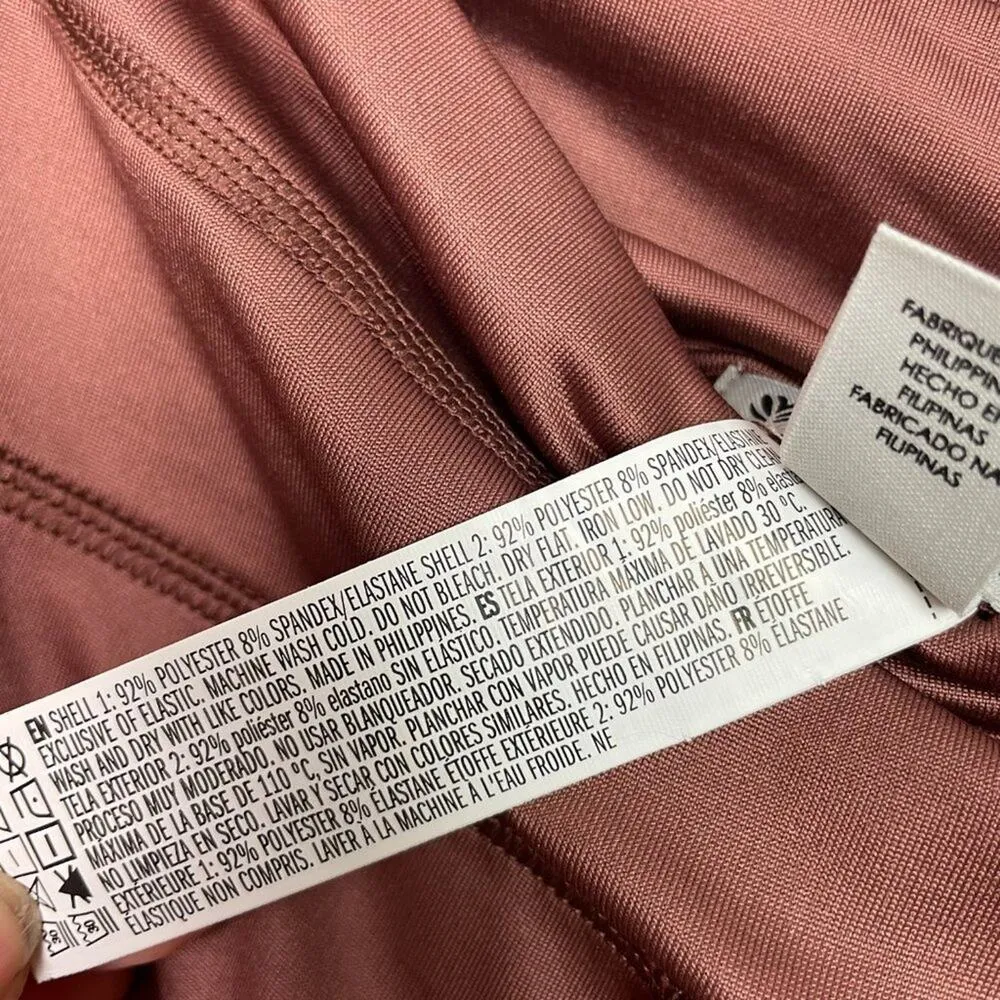 EN SHELL 1: 92% POLYESTER 8% SPANDEX/ELASTANE SHELL 2: 92% POLYESTER 8% SPANDEX/ELASTANE
EXCLUSIVE OF ELASTIC. MACHINE WASH COLD. DO NOT BLEACH. DRY FLAT. IRON LOW. DO NOT DRY CLEAN.
WASH AND DRY WITH LIKE COLORS. MADE IN PHILIPPINES. ES TELA EXTERIOR 1: 92% poliéster 8% elastano
TELA EXTERIOR 2: 92% poliéster 8% elastano SIN ELÁSTICO. TEMPERATURA MÁXIMA DE LAVADO 30 °C.
PROCESO MUY MODERADO. NO USAR BLANQUEADOR. SECADO EXTENDIDO. PLANCHAR A UNA TEMPERATURA
MÁXIMA DE LA BASE DE 110 °C, SIN VAPOR. PLANCHAR CON VAPOR PUEDE CAUSAR DAÑO IRREVERSIBLE.
NO LIMPIEZA EN SECO. LAVAR Y SECAR CON COLORES SIMILARES. HECHO EN FILIPINAS. FR ÉTOFFE
EXTÉRIEURE 1: 92% POLYESTER 8% ÉLASTANE ÉTOFFE EXTÉRIEURE 2: 92% POLYESTER 8% ÉLASTANE
ÉLASTIQUE NON COMPRIS. LAVER À LA MACHINE À L'EAU FROIDE. NE
30
30
FABRIQUÉ
PHILIPPIN
HECHO E
FILIPINAS
FABRICADO NA
FILIPINAS